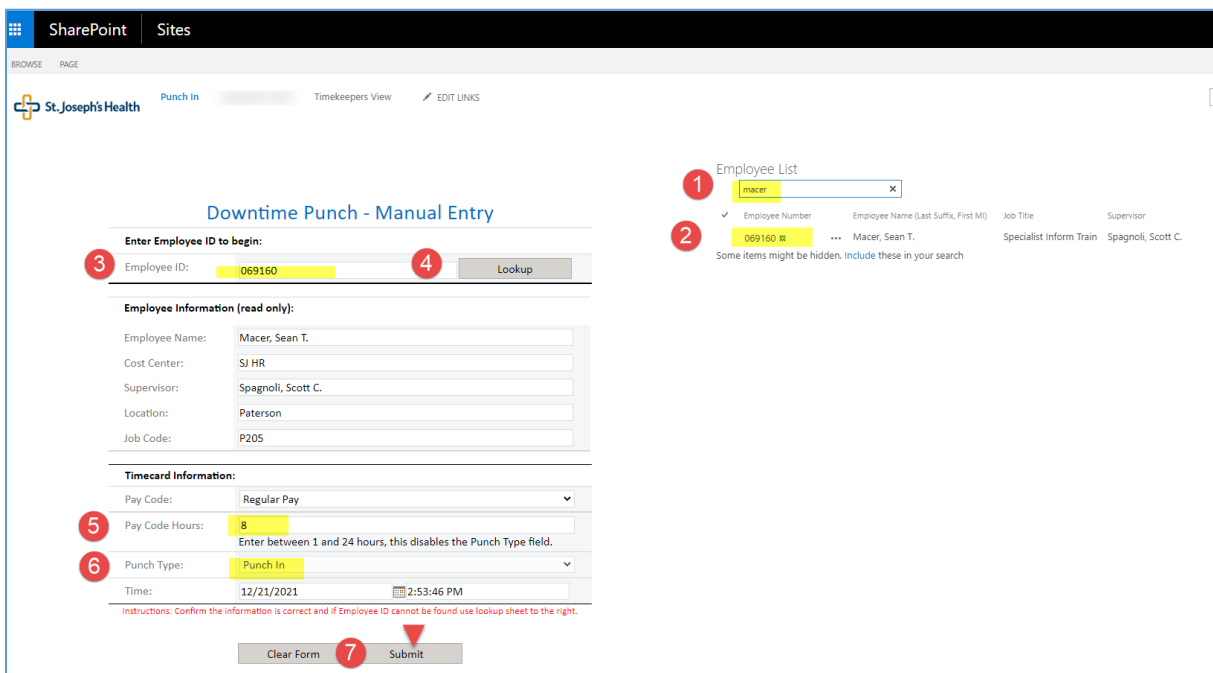 SharePoint Sites
BROWSE PAGE
St. Joseph's Health
Punch In Timekeepers View EDIT LINKS
Employee List
1 macer
Employee Number Employee Name (Last Suffix, First MI) Job Title Supervisor
2 069160 Macer, Sean T. Specialist Inform Train Spagnoli, Scott C.
Some items might be hidden. Include these in your search
Downtime Punch - Manual Entry
Enter Employee ID to begin:
3 Employee ID: 069160 4 Lookup
Employee Information (read only):
Employee Name: Macer, Sean T.
Cost Center: SJ HR
Supervisor: Spagnoli, Scott C.
Location: Paterson
Job Code: P205
Timecard Information:
Pay Code: Regular Pay
5 Pay Code Hours: 8
Enter between 1 and 24 hours, this disables the Punch Type field.
6 Punch Type: Punch In
Time: 12/21/2021 2:53:46 PM
Instructions: Confirm the information is correct and if Employee ID cannot be found use lookup sheet to the right.
Clear Form 7 Submit